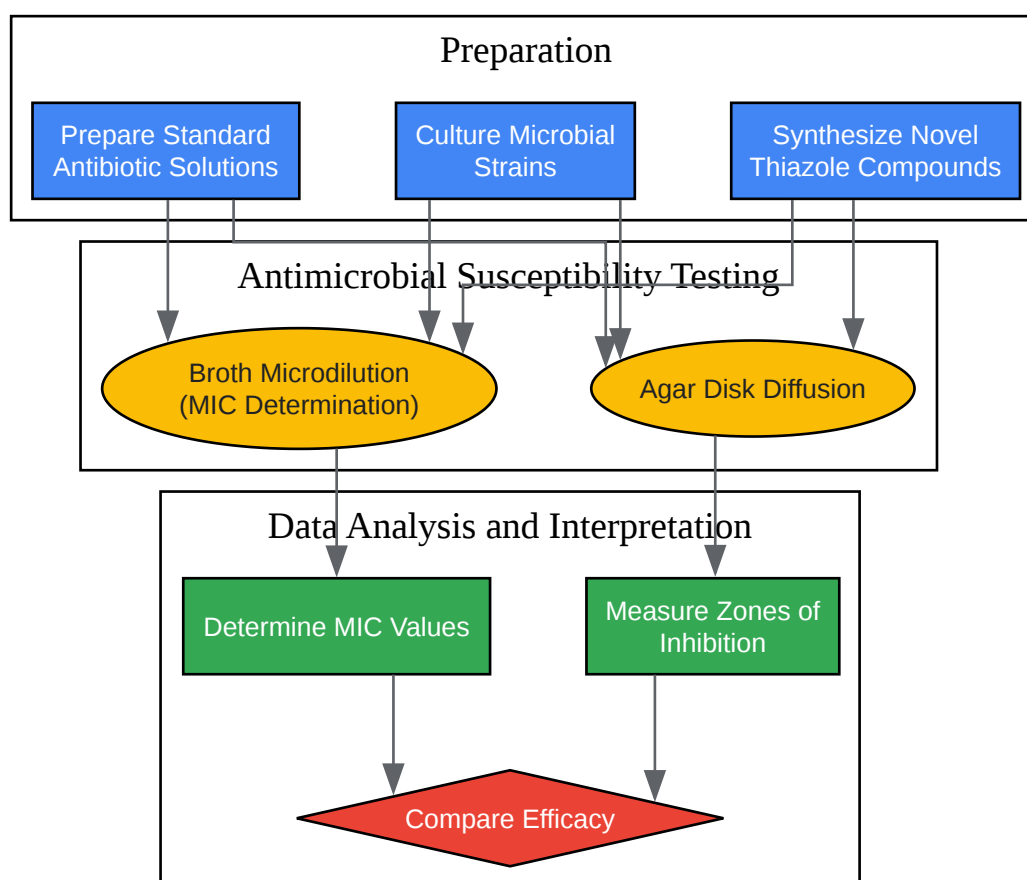 Preparation
Prepare Standard
Antibiotic Solutions
Culture Microbial
Strains
Synthesize Novel
Thiazole Compounds
Antimicrobial Susceptibility Testing
Broth Microdilution
(MIC Determination)
Agar Disk Diffusion
Data Analysis and Interpretation
Determine MIC Values
Measure Zones of
Inhibition
Compare Efficacy